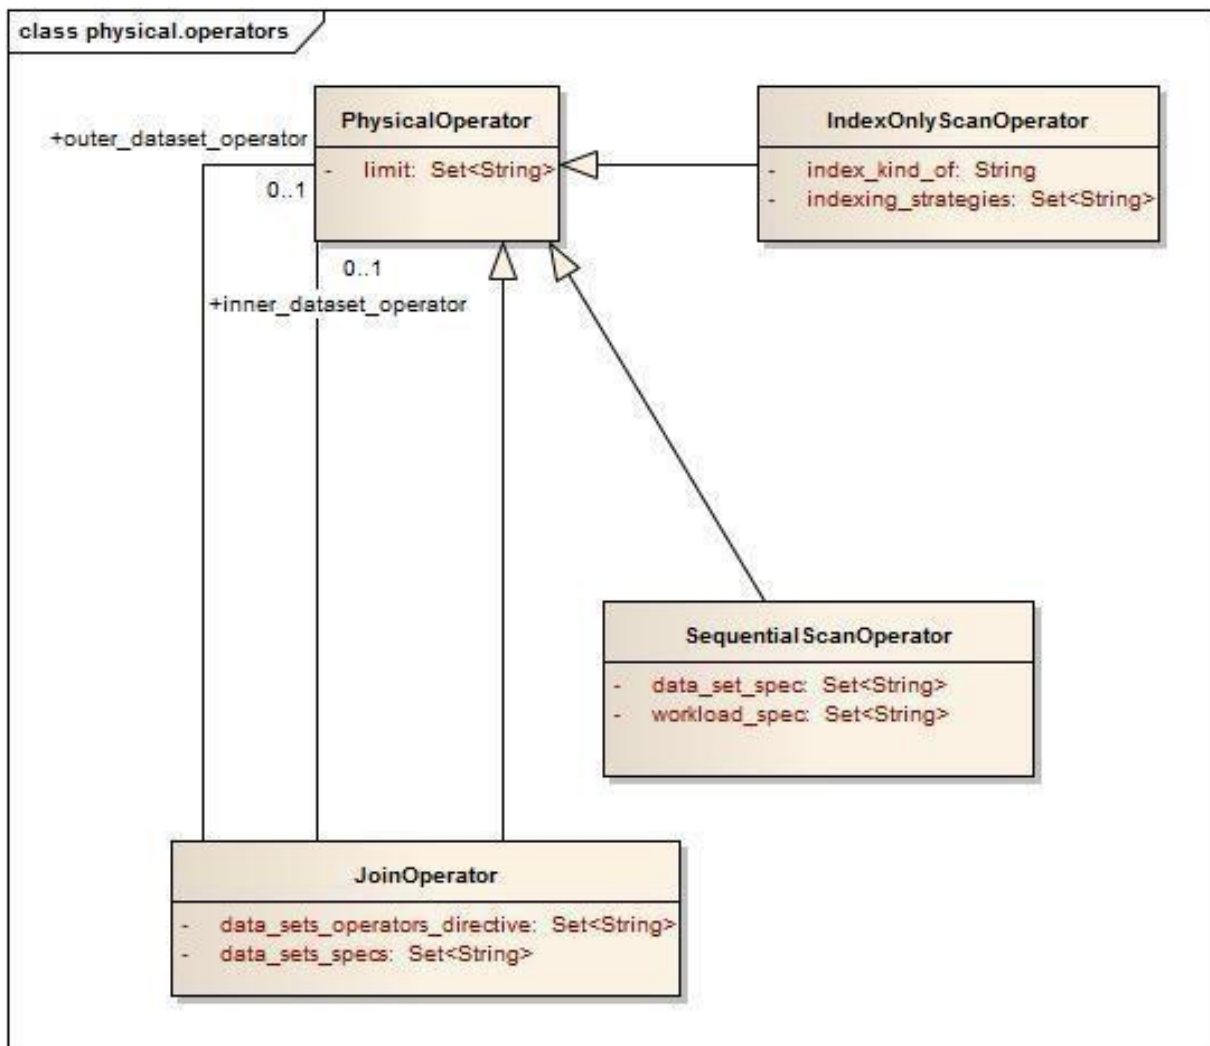 class physical.operators
PhysicalOperator
- limit: Set<String>
+outer_dataset_operator
0..1
0..1
+inner_dataset_operator
IndexOnlyScanOperator
- index_kind_of: String
- indexing_strategies: Set<String>
SequentialScanOperator
- data_set_spec: Set<String>
- workload_spec: Set<String>
JoinOperator
- data_sets_operators_directive: Set<String>
- data_sets_specs: Set<String>